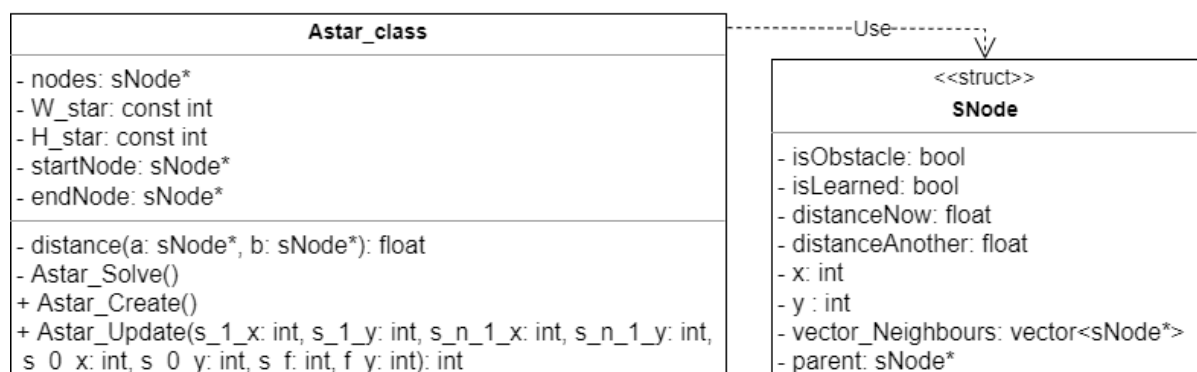 Astar_class
- nodes: sNode*
- W_star: const int
- H_star: const int
- startNode: sNode*
- endNode: sNode*
- distance(a: sNode*, b: sNode*): float
- Astar_Solve()
+ Astar_Create()
+ Astar_Update(s_1_x: int, s_1_y: int, s_n_1_x: int, s_n_1_y: int,
s_0_x: int, s_0_y: int, s_f: int, f_y: int): int
Use
<<struct>>
SNode
- isObstacle: bool
- isLearned: bool
- distanceNow: float
- distanceAnother: float
- x: int
- y : int
- vector_Neighbours: vector<sNode*>
- parent: sNode*